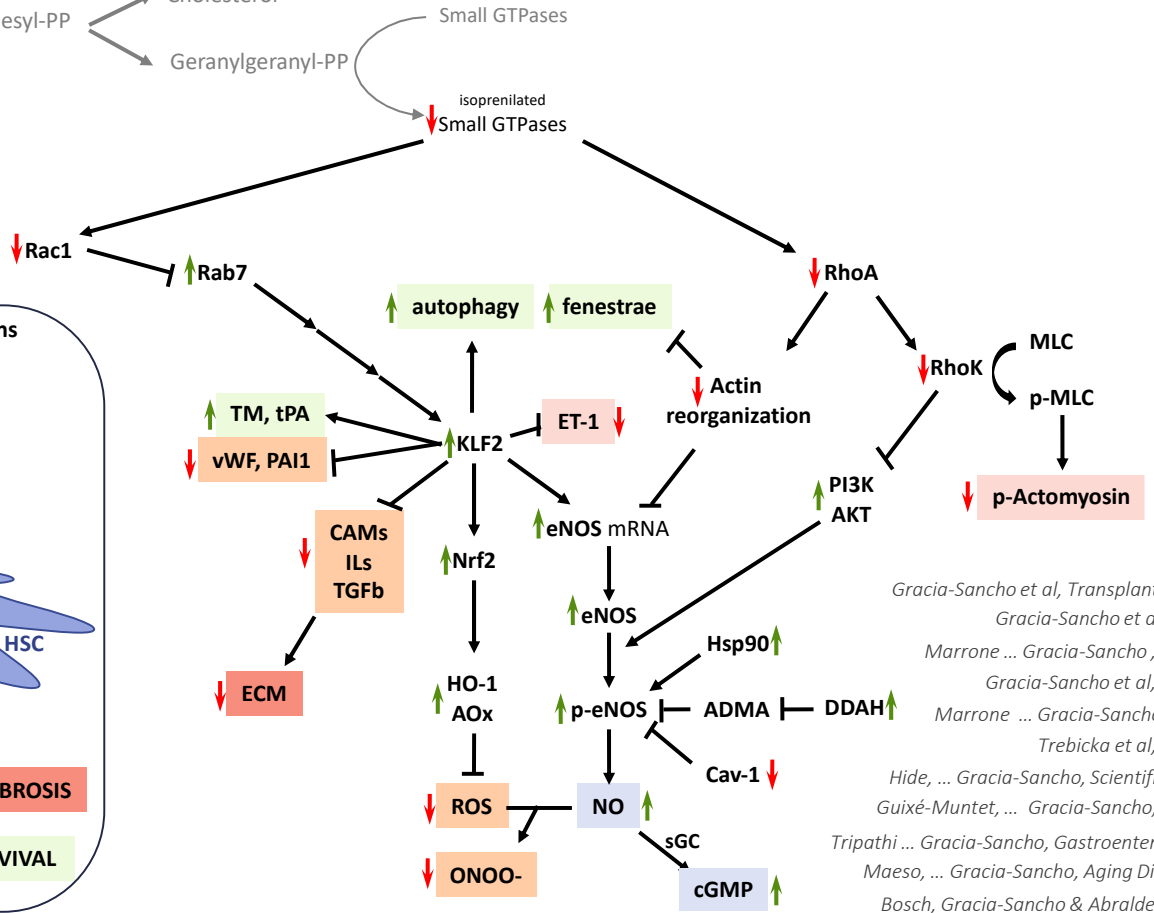 Cholesterol
esyl-PP
Small GTPases
Geranylgeranyl-PP
isoprenilated
Small GTPases
Rac1
Rab7
RhoA
autophagy
fenestrae
ns
MLC
RhoK
p-MLC
Actin
reorganization
TM, tPA
ET-1
KLF2
vWF, PAI1
PI3K
AKT
p-Actomyosin
CAMs
ILs
TGFb
eNOS mRNA
Nrf2
eNOS
HSC
Hsp90
ECM
HO-1
AOx
p-eNOS
ADMA
DDAH
Cav-1
BROSIS
ROS
NO
sGC
VIVAL
ONOO-
cGMP
Gracia-Sancho et al, Transplant
Gracia-Sancho et a
Marrone ... Gracia-Sancho ,
Gracia-Sancho et al,
Marrone ... Gracia-Sancho
Trebicka et al,
Hide, ... Gracia-Sancho, Scientifi
Guixé-Muntet, ... Gracia-Sancho,
Tripathi ... Gracia-Sancho, Gastroenter
Maeso, ... Gracia-Sancho, Aging Di
Bosch, Gracia-Sancho & Abralde